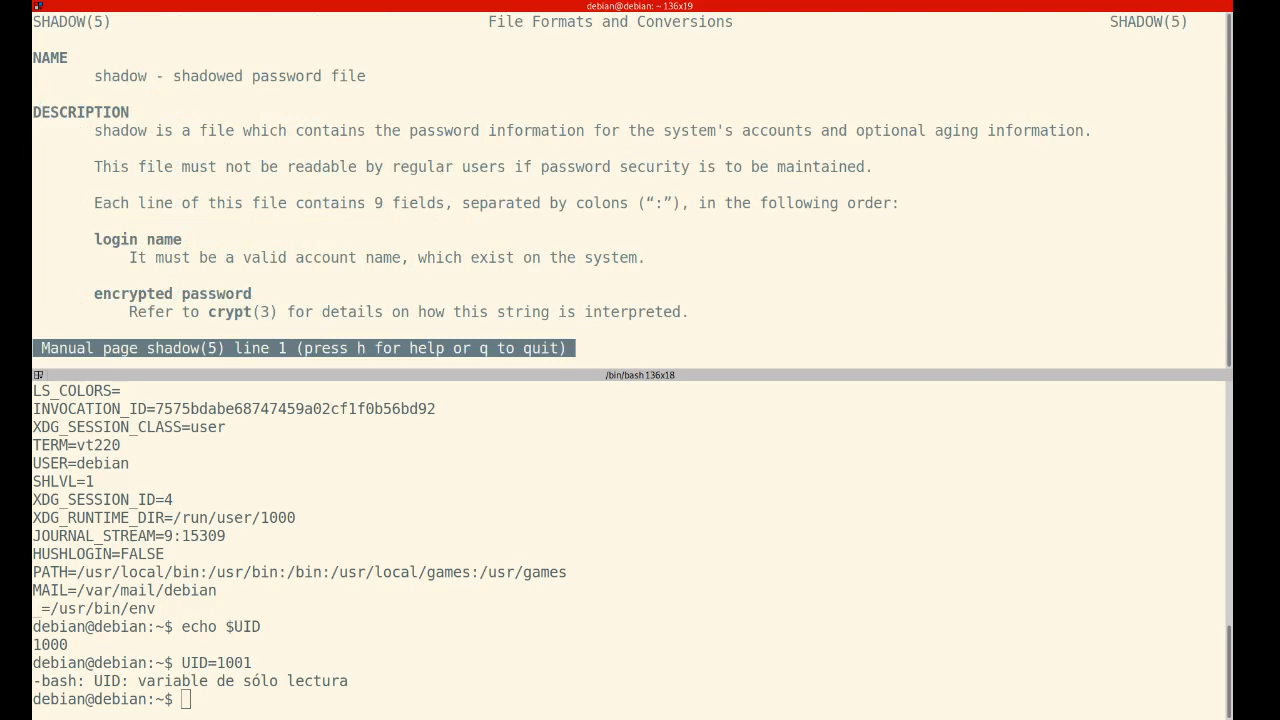 debian@debian: ~ 136x19
SHADOW(5) File Formats and Conversions SHADOW(5)
NAME
shadow - shadowed password file
DESCRIPTION
shadow is a file which contains the password information for the system's accounts and optional aging information.
This file must not be readable by regular users if password security is to be maintained.
Each line of this file contains 9 fields, separated by colons (“:”), in the following order:
login name
It must be a valid account name, which exist on the system.
encrypted password
Refer to crypt(3) for details on how this string is interpreted.
Manual page shadow(5) line 1 (press h for help or q to quit)
/bin/bash 136x18
LS_COLORS=
INVOCATION_ID=7575bdabe68747459a02cf1f0b56bd92
XDG_SESSION_CLASS=user
TERM=vt220
USER=debian
SHLVL=1
XDG_SESSION_ID=4
XDG_RUNTIME_DIR=/run/user/1000
JOURNAL_STREAM=9:15309
HUSHLOGIN=FALSE
PATH=/usr/local/bin:/usr/bin:/bin:/usr/local/games:/usr/games
MAIL=/var/mail/debian
_=/usr/bin/env
debian@debian:~$ echo $UID
1000
debian@debian:~$ UID=1001
-bash: UID: variable de sólo lectura
debian@debian:~$